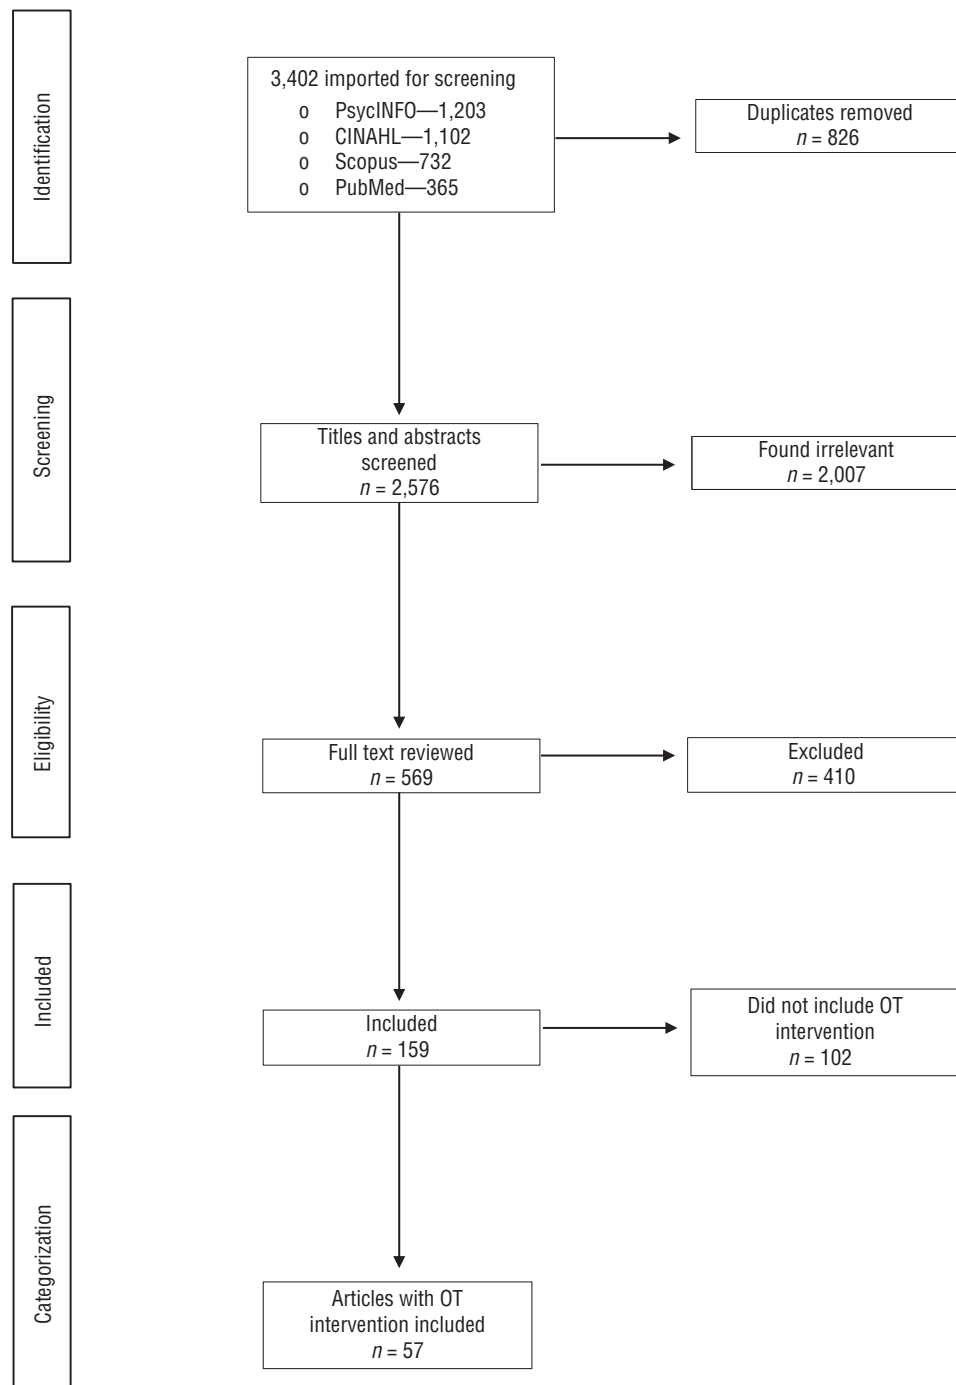 Identification
3,402 imported for screening
o PsycINFO—1,203
o CINAHL—1,102
o Scopus—732
o PubMed—365
Duplicates removed
n = 826
Screening
Titles and abstracts
screened
n = 2,576
Found irrelevant
n = 2,007
Eligibility
Full text reviewed
n = 569
Excluded
n = 410
Included
Included
n = 159
Did not include OT
intervention
n = 102
Categorization
Articles with OT
intervention included
n = 57